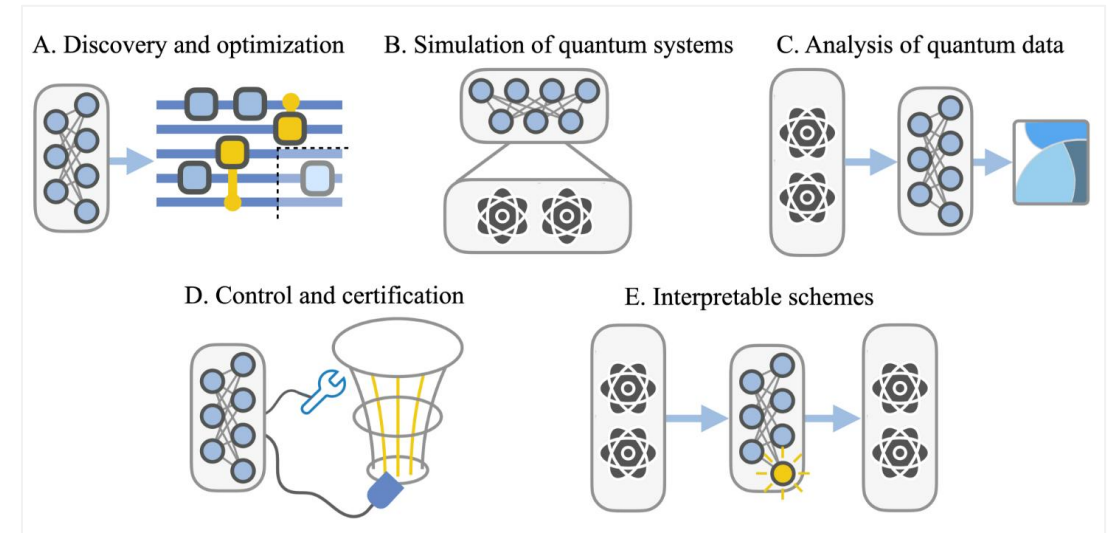 A. Discovery and optimization
B. Simulation of quantum systems
C. Analysis of quantum data
D. Control and certification
E. Interpretable schemes